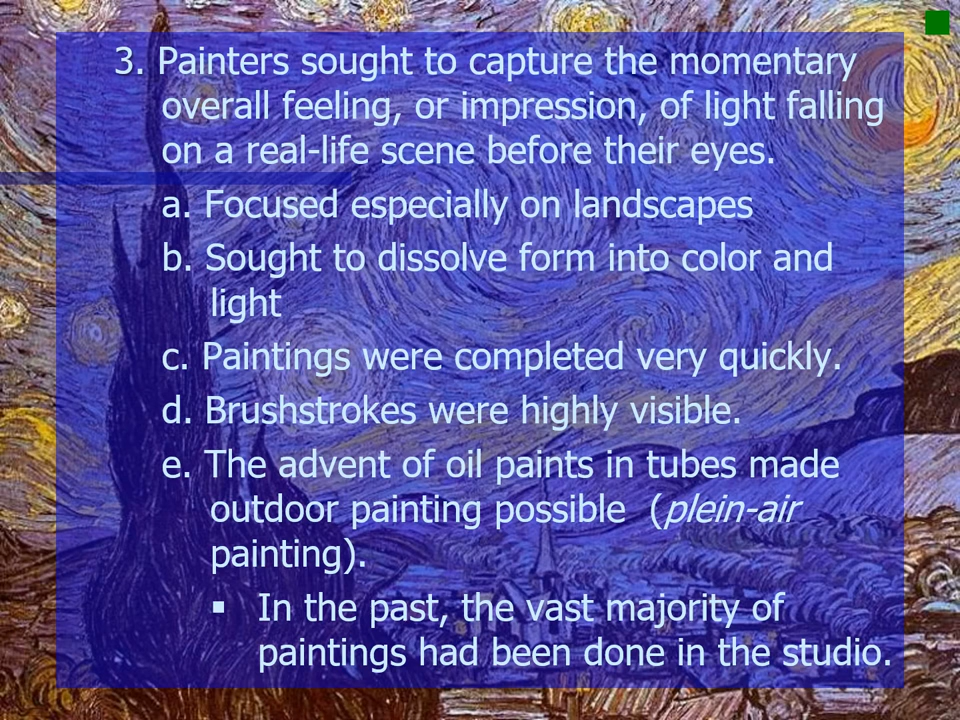 3. Painters sought to capture the momentary
overall feeling, or impression, of light falling
on a real-life scene before their eyes.
a. Focused especially on landscapes
b. Sought to dissolve form into color and
light
c. Paintings were completed very quickly.
d. Brushstrokes were highly visible.
e. The advent of oil paints in tubes made
outdoor painting possible (plein-air
painting).
▪ In the past, the vast majority of
paintings had been done in the studio.